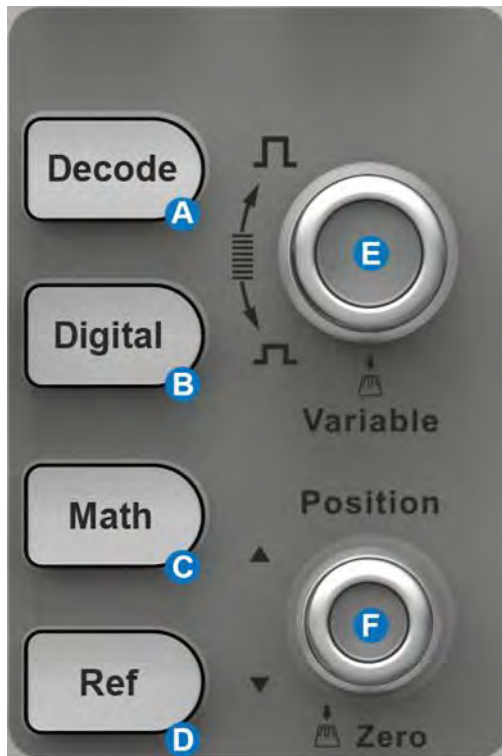 Decode
A
E
Digital
B
Variable
Math
C
Position
F
Ref
D
Zero